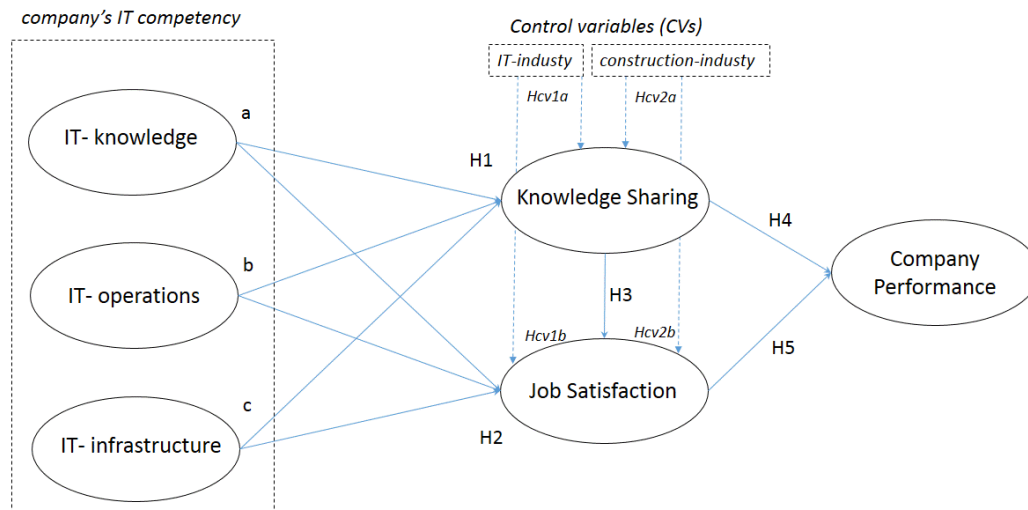 company's IT competency
Control variables (CVs)
IT-industy
construction-industy
Hcv1a
Hcv2a
a
IT- knowledge
H1
Knowledge Sharing
H4
b
IT- operations
H3
Company
Performance
Hcv1b
Hcv2b
H5
c
Job Satisfaction
IT- infrastructure
H2